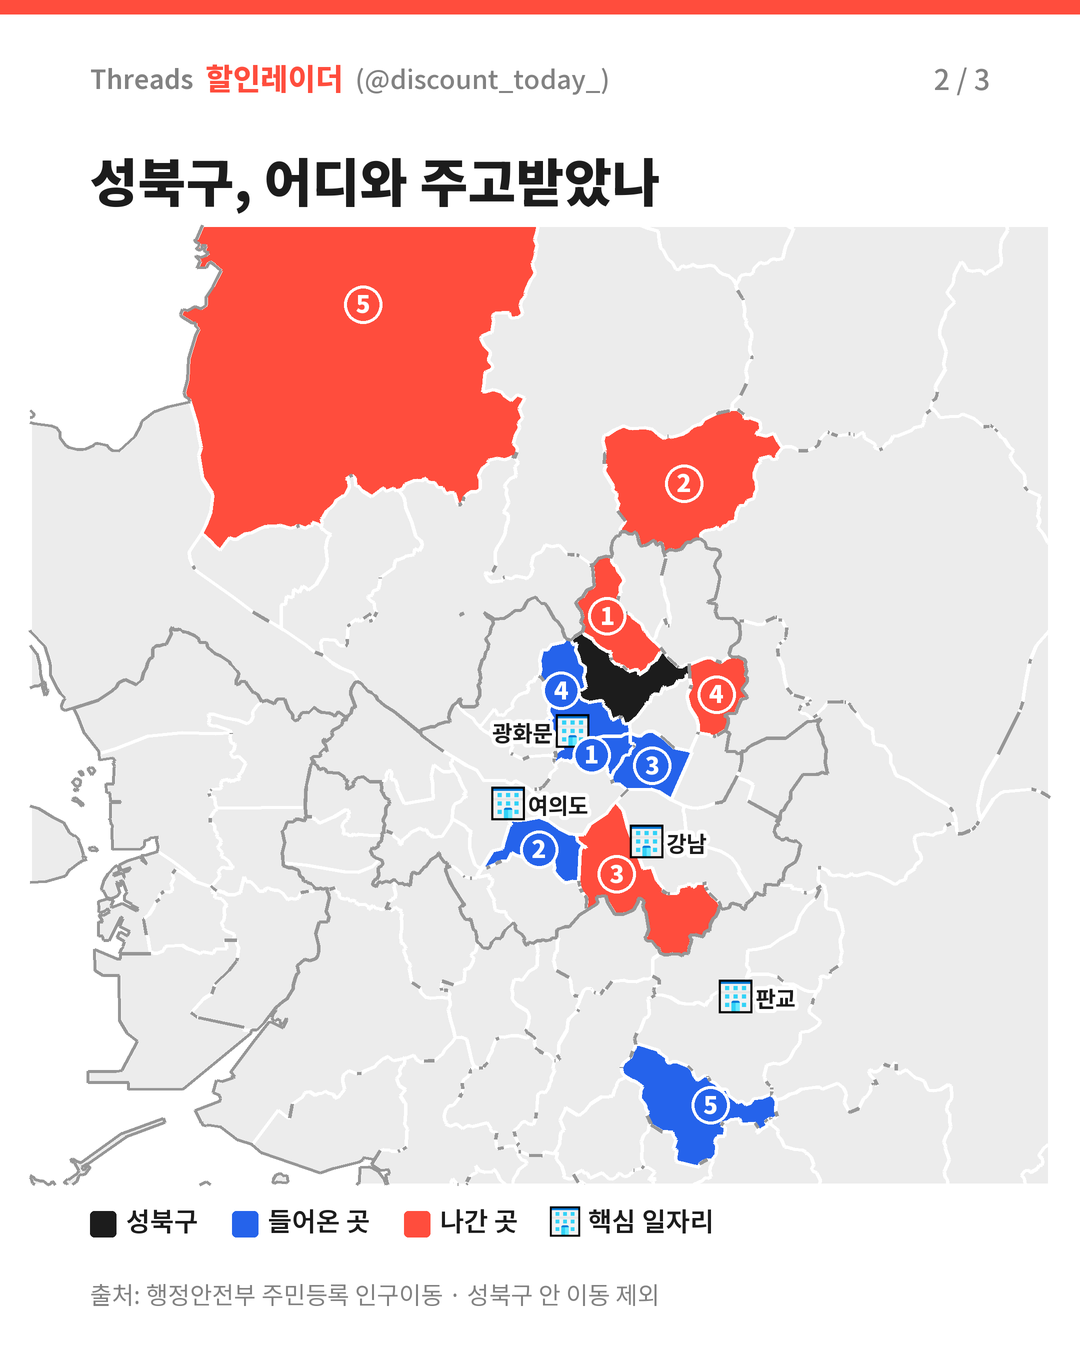 Threads 할인레이더 (@discount_today_) 2 / 3
성북구, 어디와 주고받았나
5
2
1
4
4
광화문
1
3
여의도
2
강남
3
판교
5
성북구 들어온 곳 나간 곳 핵심 일자리
출처: 행정안전부 주민등록 인구이동 · 성북구 안 이동 제외